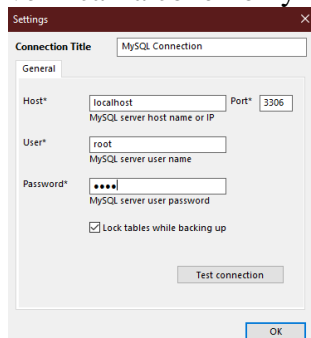 Settings
Connection Title MySQL Connection
General
Host* localhost Port* 3306
MySQL server host name or IP
User* root
MySQL server user name
Password* ••••
MySQL server user password
Lock tables while backing up
Test connection
OK